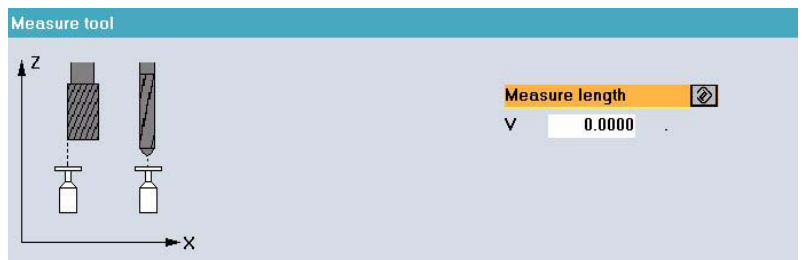 Measure tool
Z
Measure length
V 0.0000 .
X